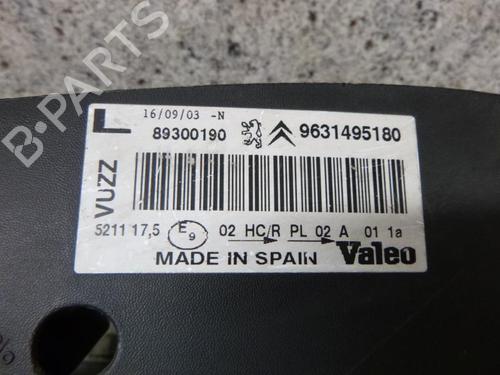 16/09/03 -N
L
89300190
9631495180
VUZZ
5211 17,5 E9 02 HC/R PL 02 A 01 1a
MADE IN SPAIN
Valeo
B-PARTS